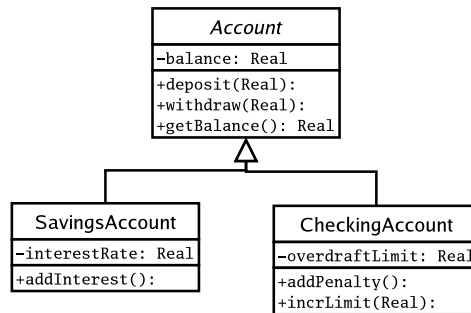 Account
-balance: Real
+deposit(Real):
+withdraw(Real):
+getBalance(): Real
SavingsAccount
-interestRate: Real
+addInterest():
CheckingAccount
-overdraftLimit: Real
+addPenalty():
+incrLimit(Real):